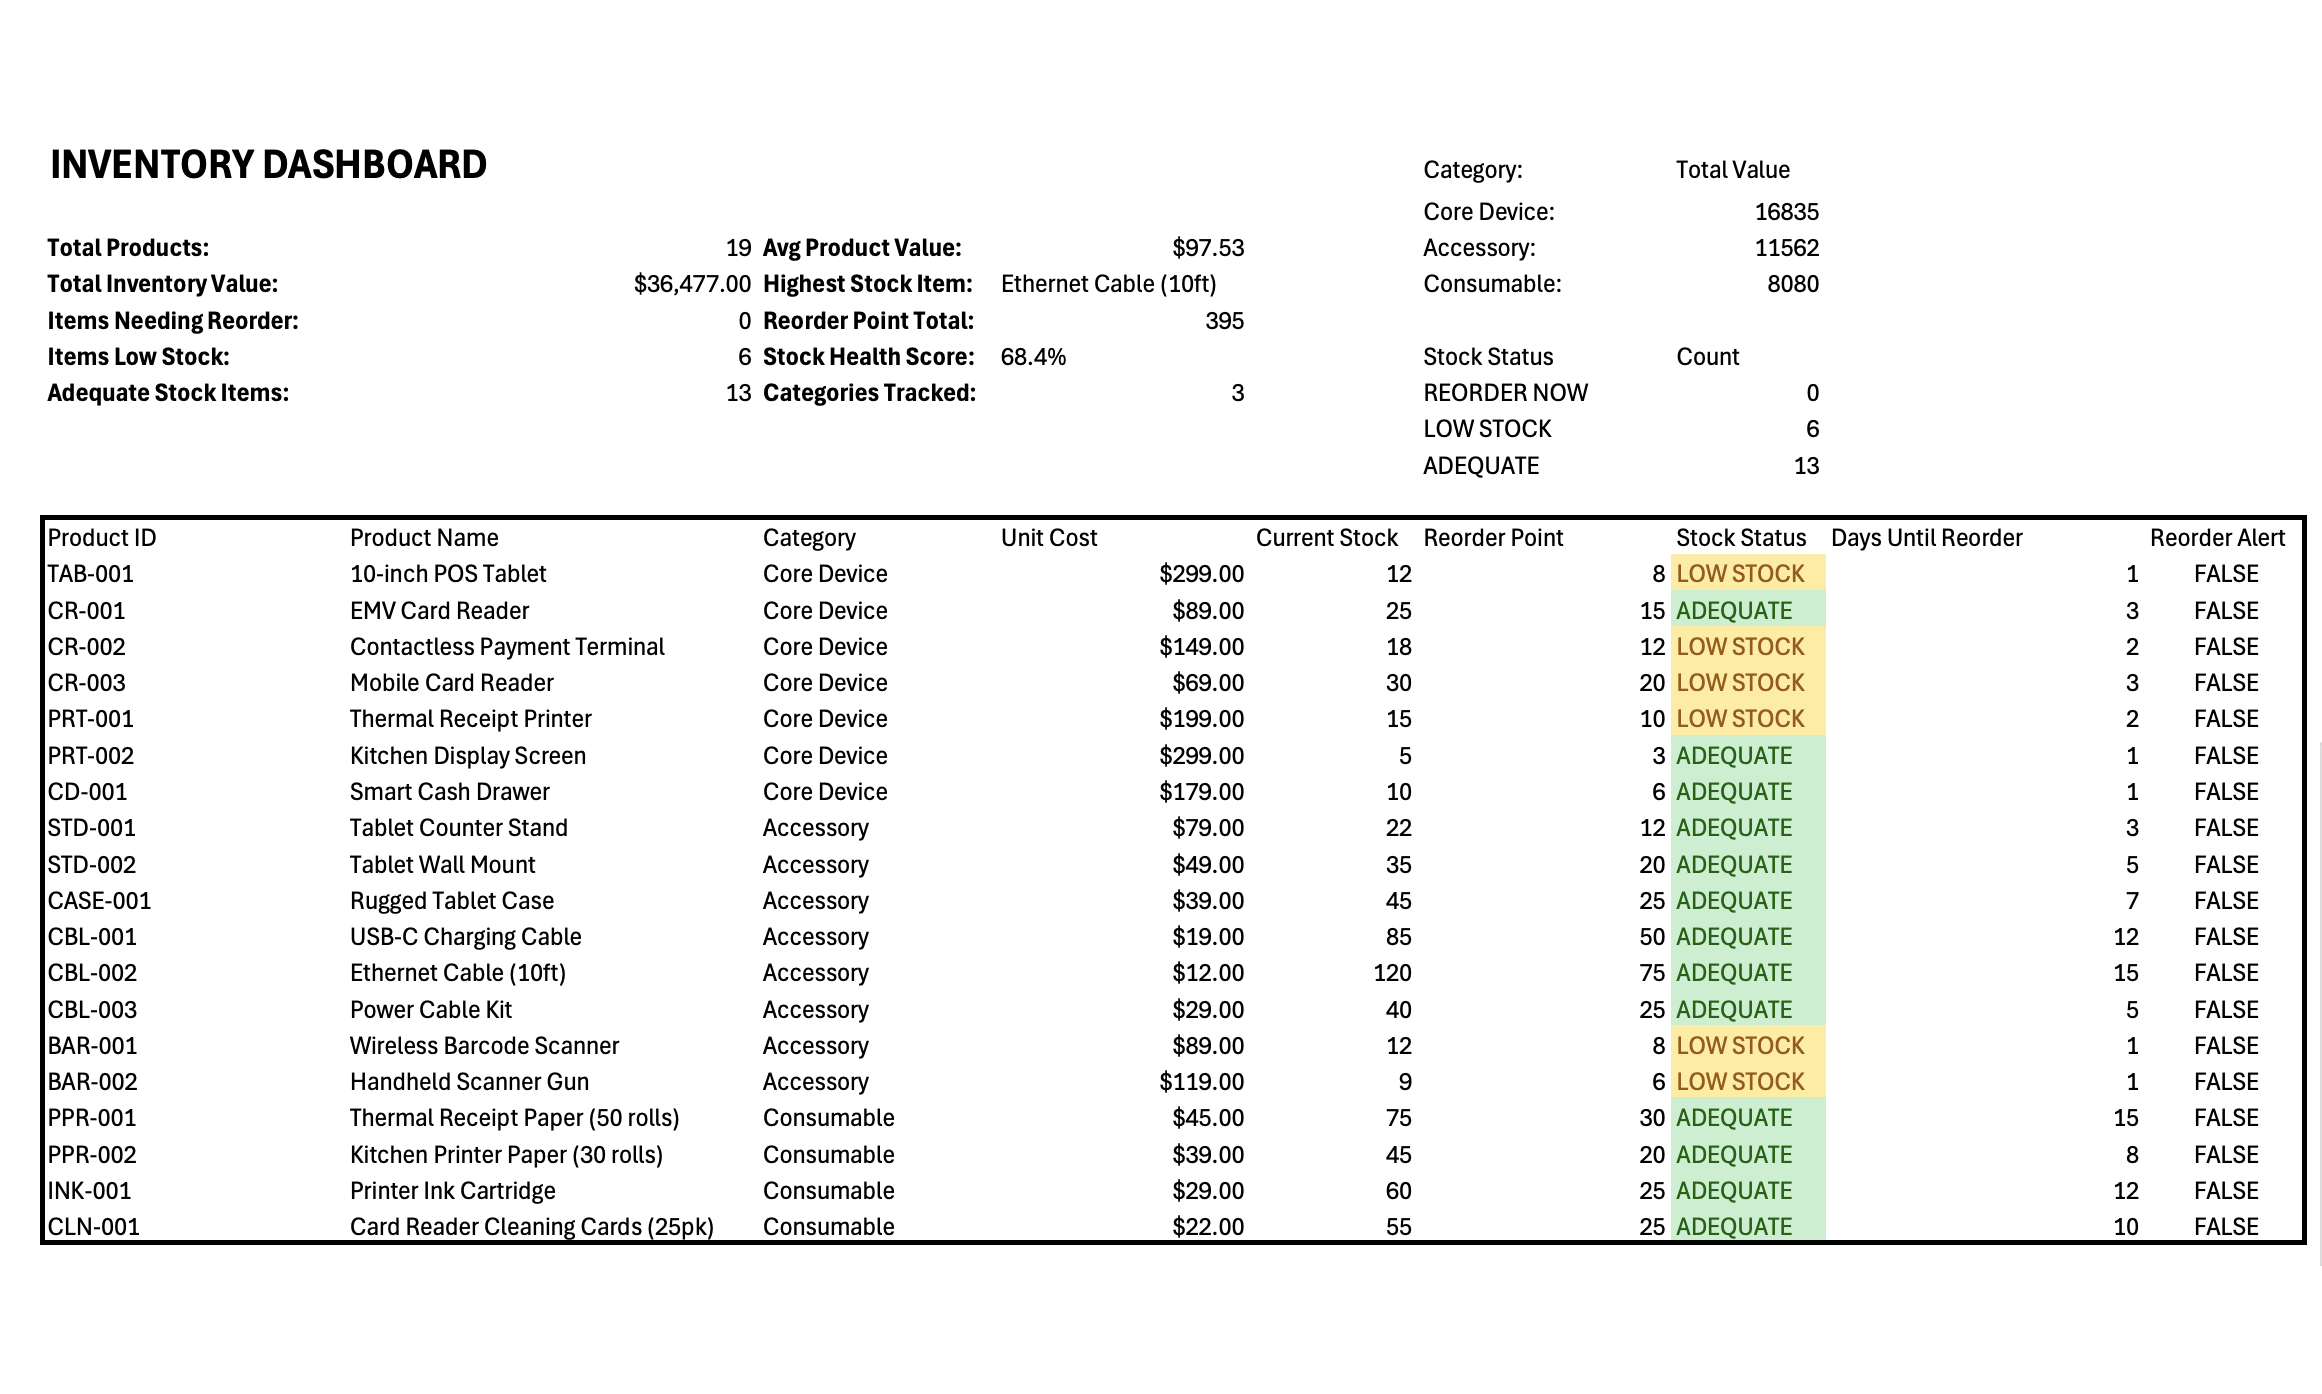 INVENTORY DASHBOARD
Category: Total Value
Core Device: 16835
Total Products: 19 Avg Product Value: $97.53 Accessory: 11562
Total Inventory Value: $36,477.00 Highest Stock Item: Ethernet Cable (10ft) Consumable: 8080
Items Needing Reorder: 0 Reorder Point Total: 395
Items Low Stock: 6 Stock Health Score: 68.4% Stock Status Count
Adequate Stock Items: 13 Categories Tracked: 3 REORDER NOW 0
LOW STOCK 6
ADEQUATE 13
Product ID Product Name Category Unit Cost Current Stock Reorder Point Stock Status Days Until Reorder Reorder Alert
TAB-001 10-inch POS Tablet Core Device $299.00 12 8 LOW STOCK 1 FALSE
CR-001 EMV Card Reader Core Device $89.00 25 15 ADEQUATE 3 FALSE
CR-002 Contactless Payment Terminal Core Device $149.00 18 12 LOW STOCK 2 FALSE
CR-003 Mobile Card Reader Core Device $69.00 30 20 LOW STOCK 3 FALSE
PRT-001 Thermal Receipt Printer Core Device $199.00 15 10 LOW STOCK 2 FALSE
PRT-002 Kitchen Display Screen Core Device $299.00 5 3 ADEQUATE 1 FALSE
CD-001 Smart Cash Drawer Core Device $179.00 10 6 ADEQUATE 1 FALSE
STD-001 Tablet Counter Stand Accessory $79.00 22 12 ADEQUATE 3 FALSE
STD-002 Tablet Wall Mount Accessory $49.00 35 20 ADEQUATE 5 FALSE
CASE-001 Rugged Tablet Case Accessory $39.00 45 25 ADEQUATE 7 FALSE
CBL-001 USB-C Charging Cable Accessory $19.00 85 50 ADEQUATE 12 FALSE
CBL-002 Ethernet Cable (10ft) Accessory $12.00 120 75 ADEQUATE 15 FALSE
CBL-003 Power Cable Kit Accessory $29.00 40 25 ADEQUATE 5 FALSE
BAR-001 Wireless Barcode Scanner Accessory $89.00 12 8 LOW STOCK 1 FALSE
BAR-002 Handheld Scanner Gun Accessory $119.00 9 6 LOW STOCK 1 FALSE
PPR-001 Thermal Receipt Paper (50 rolls) Consumable $45.00 75 30 ADEQUATE 15 FALSE
PPR-002 Kitchen Printer Paper (30 rolls) Consumable $39.00 45 20 ADEQUATE 8 FALSE
INK-001 Printer Ink Cartridge Consumable $29.00 60 25 ADEQUATE 12 FALSE
CLN-001 Card Reader Cleaning Cards (25pk) Consumable $22.00 55 25 ADEQUATE 10 FALSE